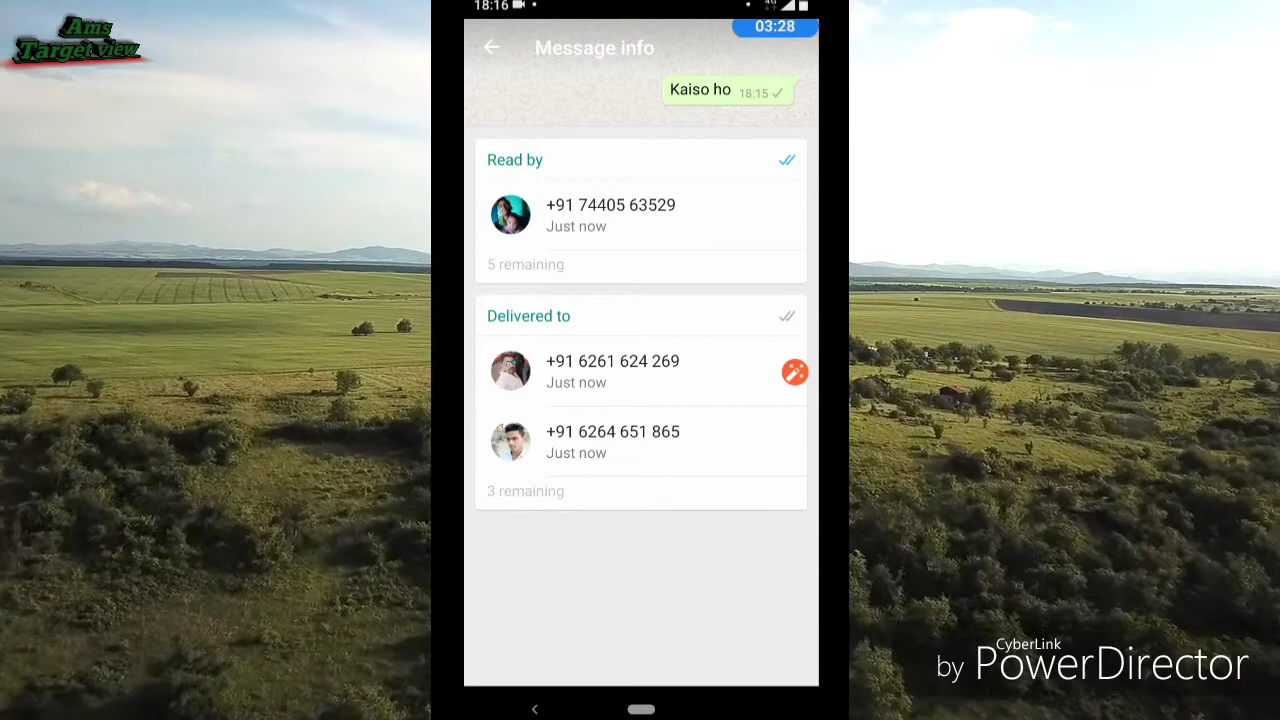 Ams
Target view
18:16
4G
03:28
Message info
Kaiso ho 18:15
Read by
+91 74405 63529
Just now
5 remaining
Delivered to
+91 6261 624 269
Just now
+91 6264 651 865
Just now
3 remaining
CyberLink
by PowerDirector